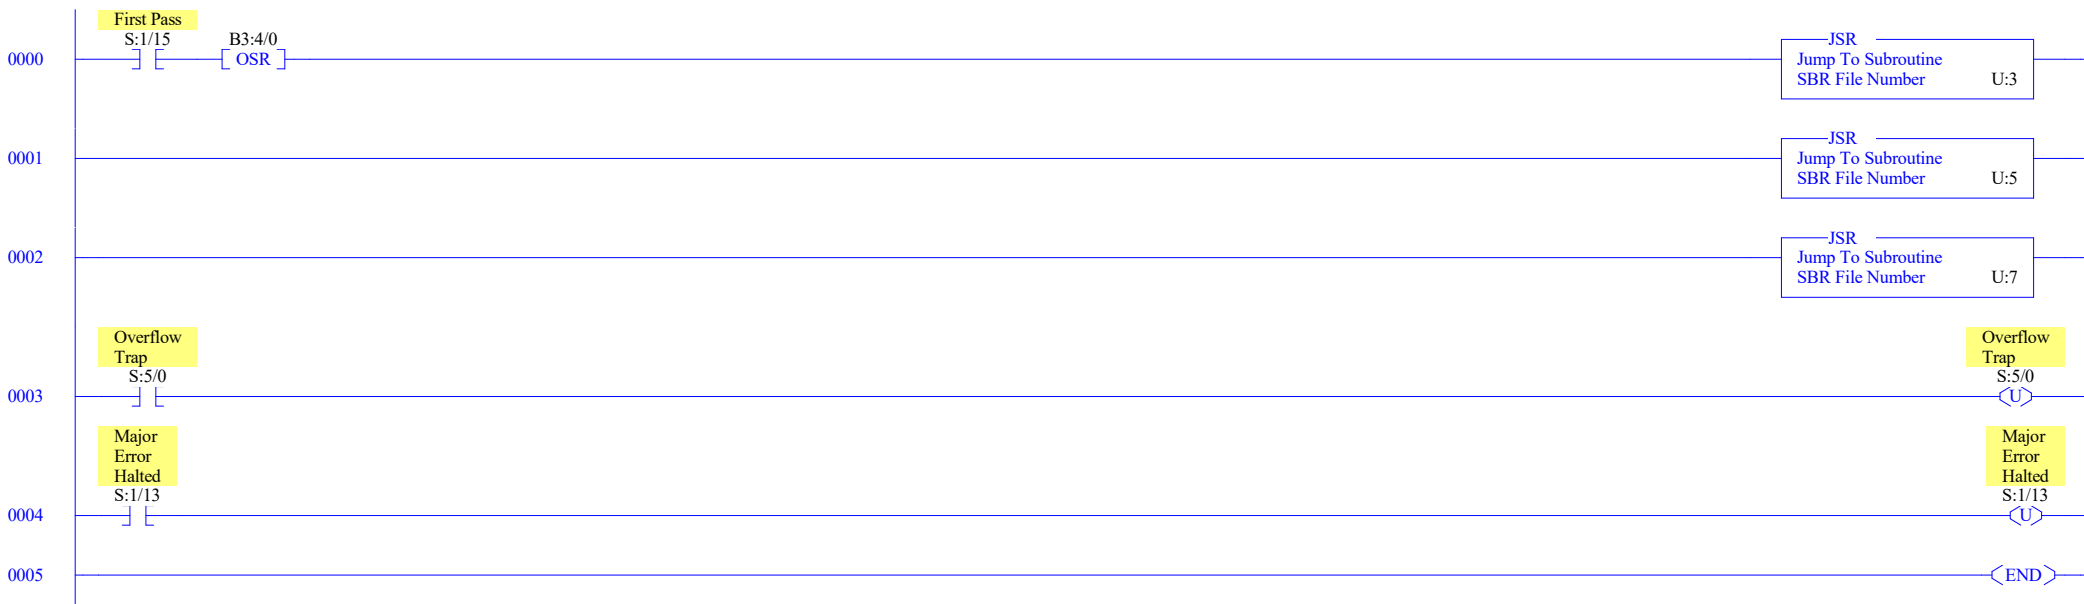 First Pass
S:1/15
B3:4/0
0000
OSR
JSR
Jump To Subroutine
SBR File Number U:3
0001
JSR
Jump To Subroutine
SBR File Number U:5
0002
JSR
Jump To Subroutine
SBR File Number U:7
Overflow
Trap
S:5/0
Overflow
Trap
S:5/0
0003
U
Major
Error
Halted
S:1/13
Major
Error
Halted
S:1/13
0004
U
0005
END